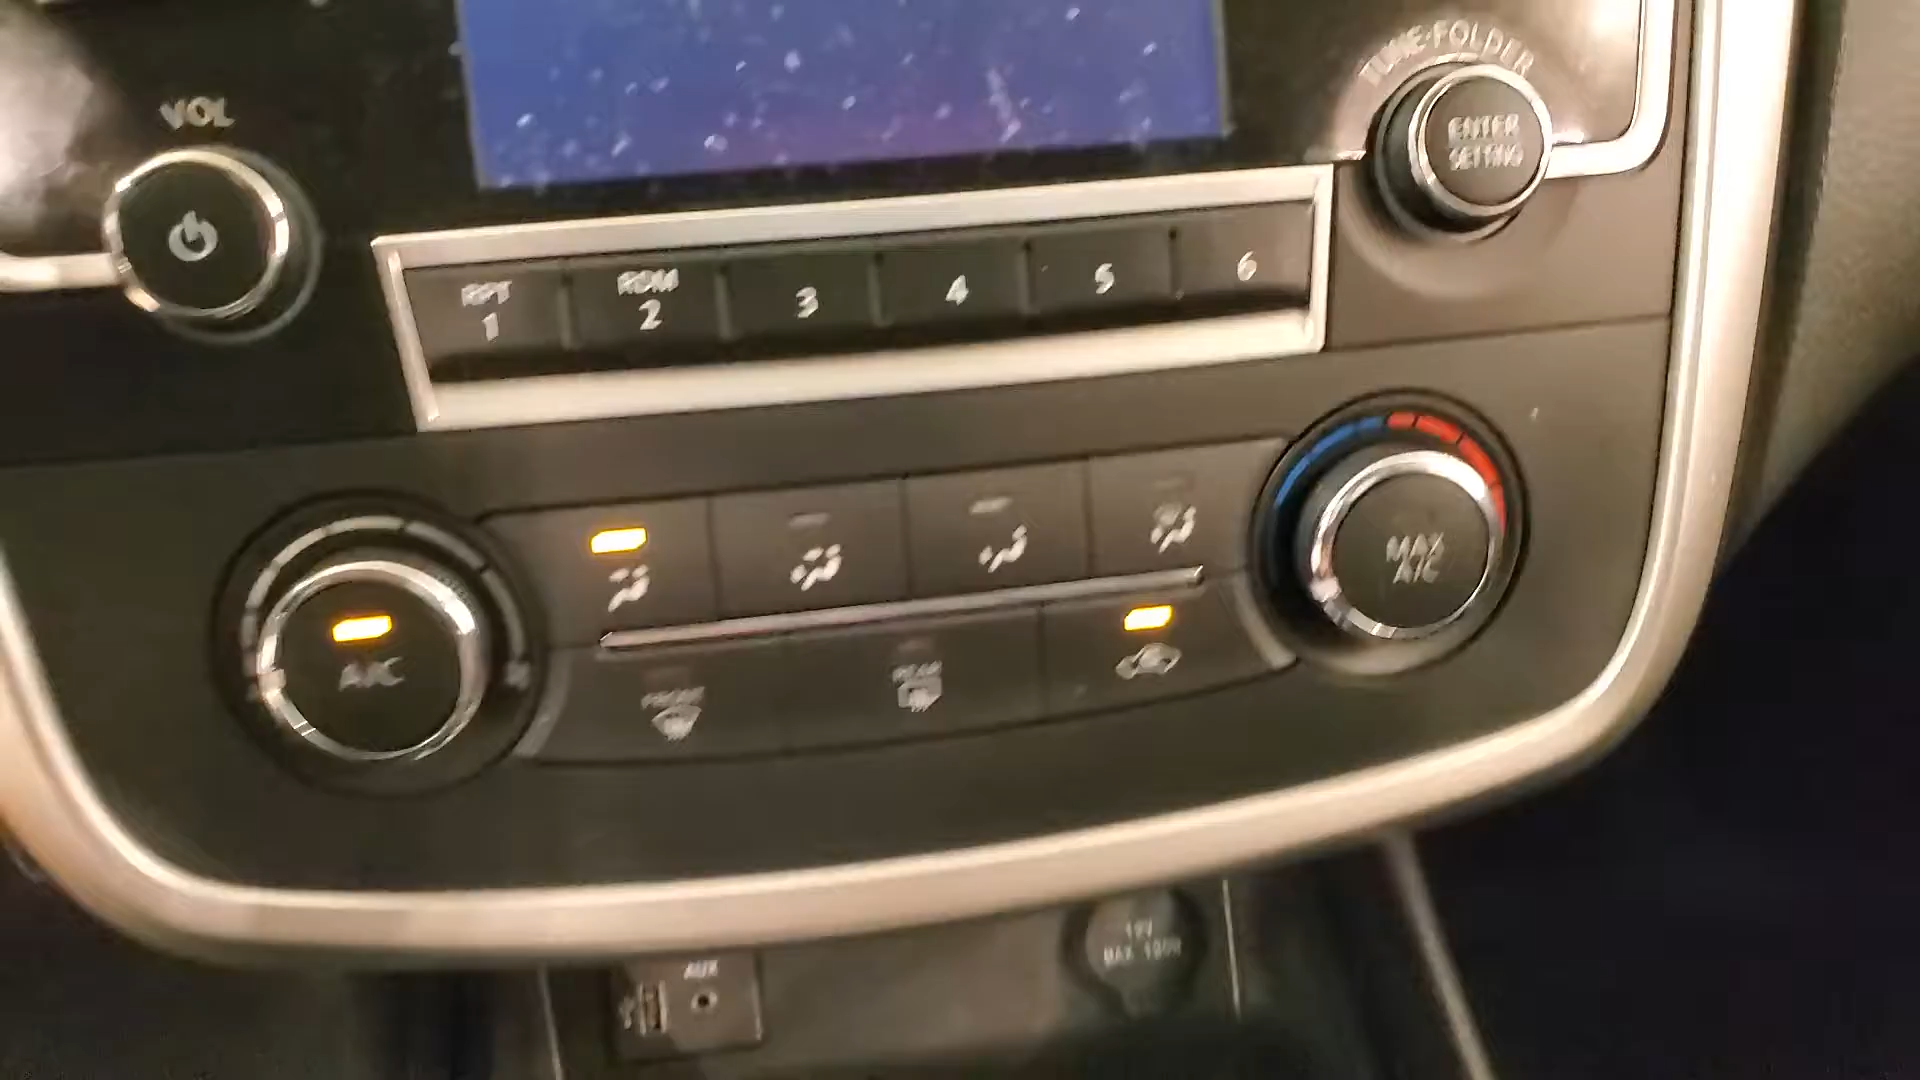 VOL
TUNE·FOLDER
ENTER
SETTING
RPT
1
RDM
2
3
4
5
6
A/C
MAX
A/C
FRONT
REAR
AUX
12V